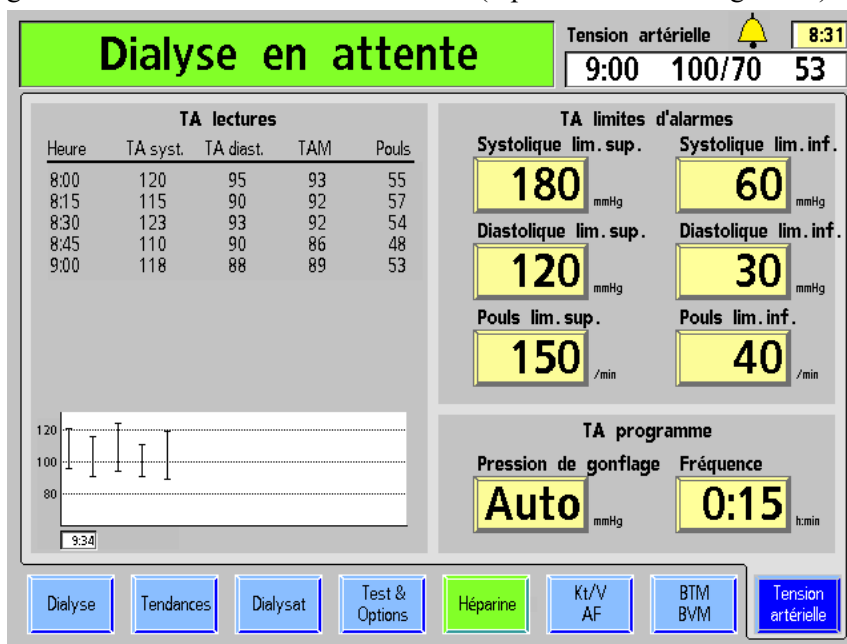 Dialyse en attente
Tension artérielle 8:31
9:00 100/70 53
TA lectures
Heure TA syst. TA diast. TAM Pouls
8:00 120 95 93 55
8:15 115 90 92 57
8:30 123 93 92 54
8:45 110 90 86 48
9:00 118 88 89 53
120
100
80
9:34
TA limites d'alarmes
Systolique lim.sup. Systolique lim.inf.
180 mmHg 60 mmHg
Diastolique lim.sup. Diastolique lim.inf.
120 mmHg 30 mmHg
Pouls lim.sup. Pouls lim.inf.
150 /min 40 /min
TA programme
Pression de gonflage Fréquence
Auto mmHg 0:15 h:min
Dialyse Tendances Dialysat Test & Options Héparine Kt/V AF BTM BVM Tension artérielle